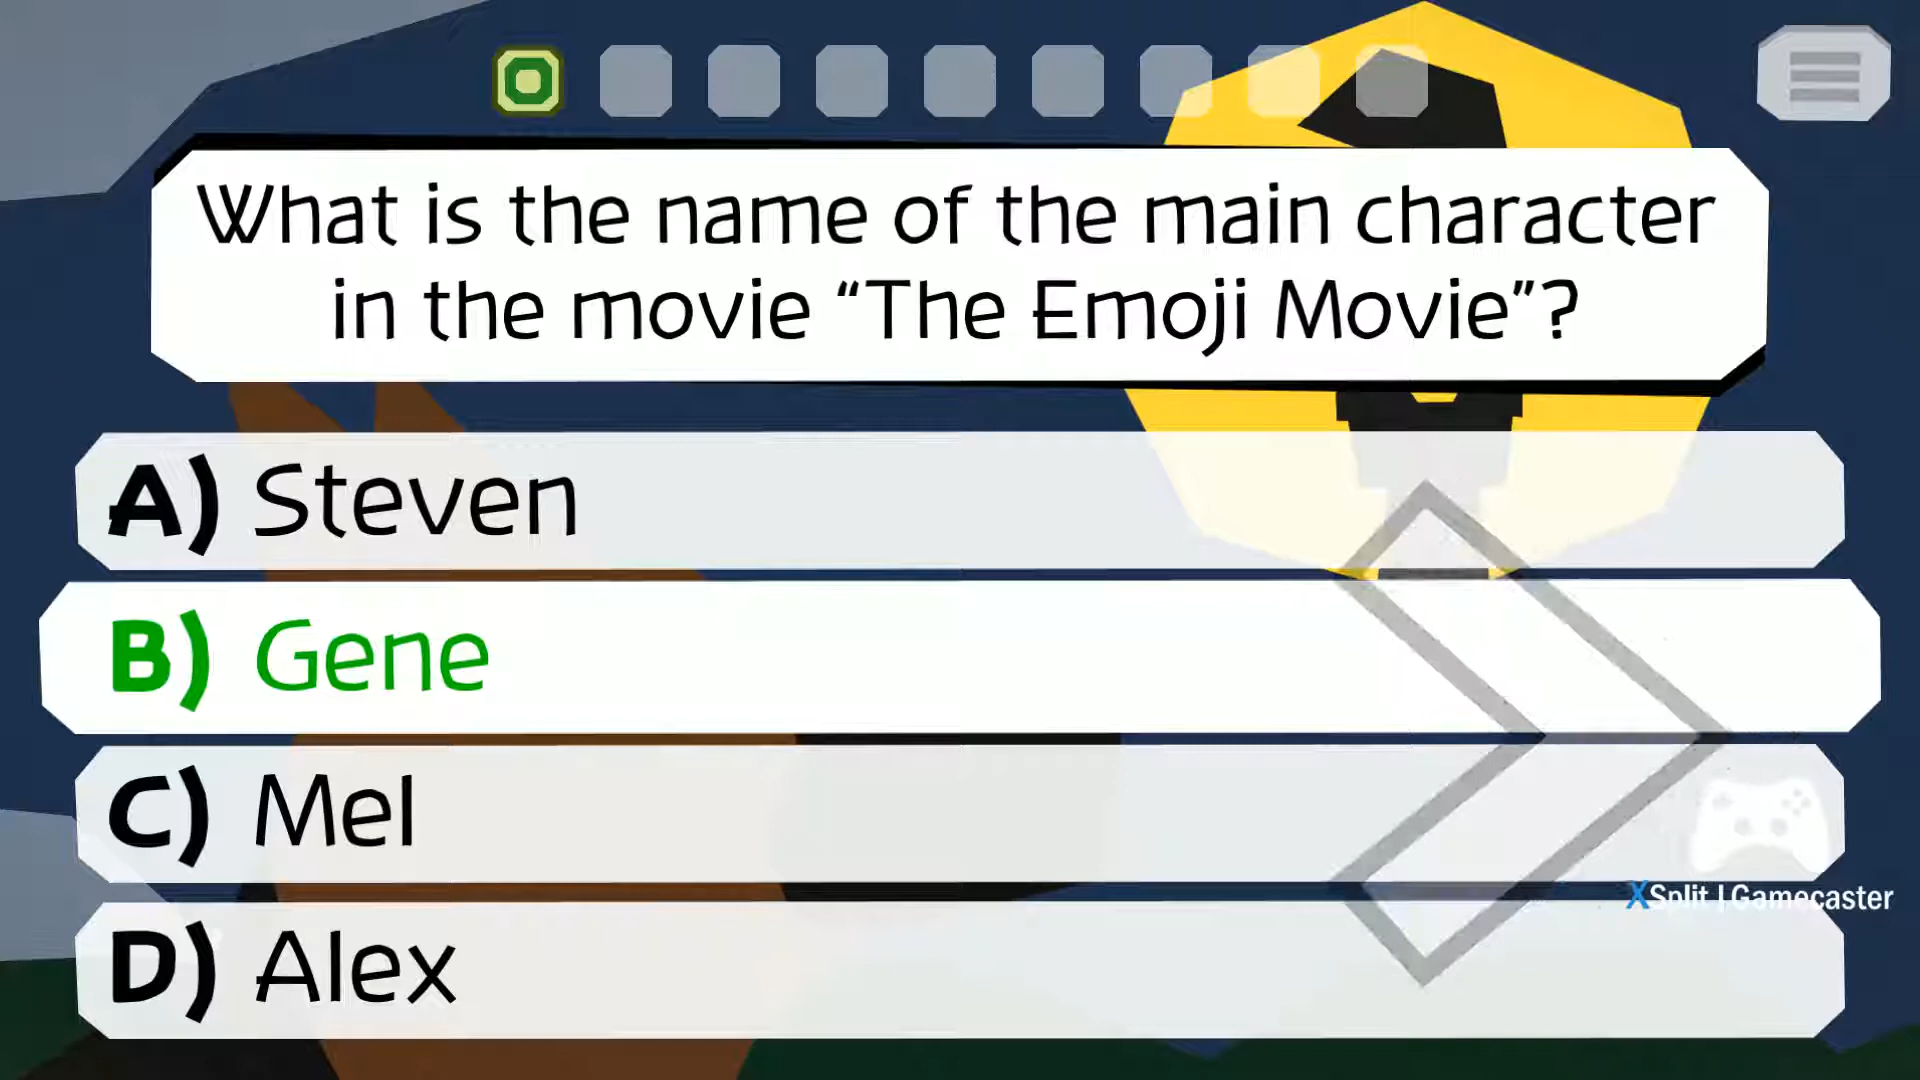 What is the name of the main character
in the movie “The Emoji Movie”?
A) Steven
B) Gene
C) Mel
D) Alex
XSplit | Gamecaster